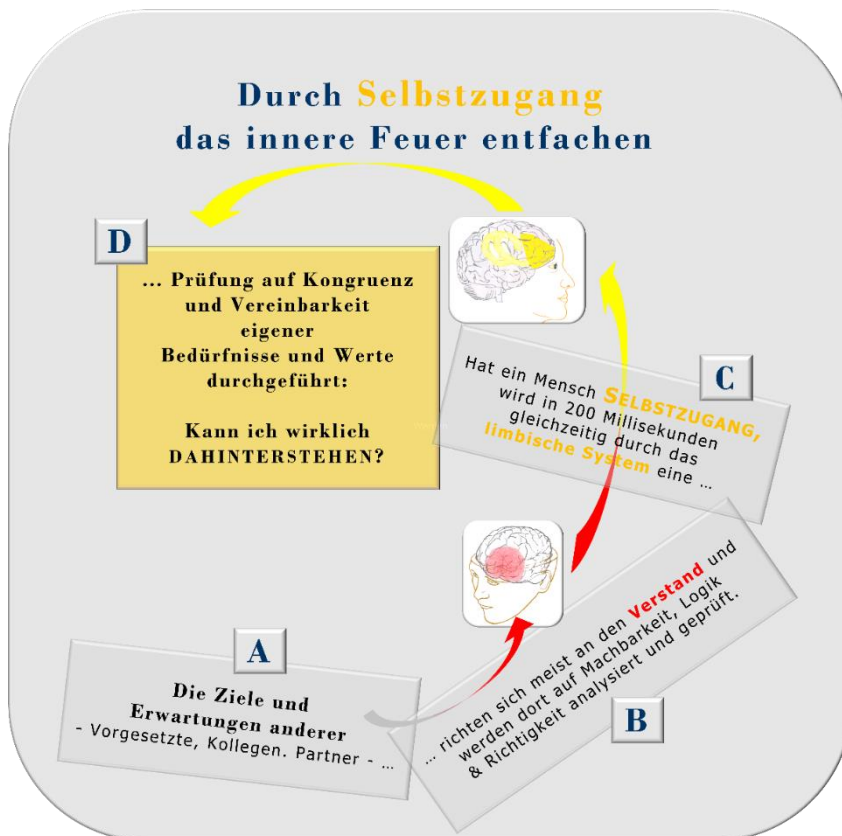 Durch Selbstzugang
das innere Feuer entfachen
A
Die Ziele und
Erwartungen anderer
- Vorgesetzte, Kollegen. Partner - ...
B
... richten sich meist an den Verstand und
werden dort auf Machbarkeit, Logik
& Richtigkeit analysiert und geprüft.
C
Hat ein Mensch SELBSTZUGANG,
wird in 200 Millisekunden
gleichzeitig durch das
limbische System eine ...
D
... Prüfung auf Kongruenz
und Vereinbarkeit
eigener
Bedürfnisse und Werte
durchgeführt:
Kann ich wirklich
DAHINTERSTEHEN?